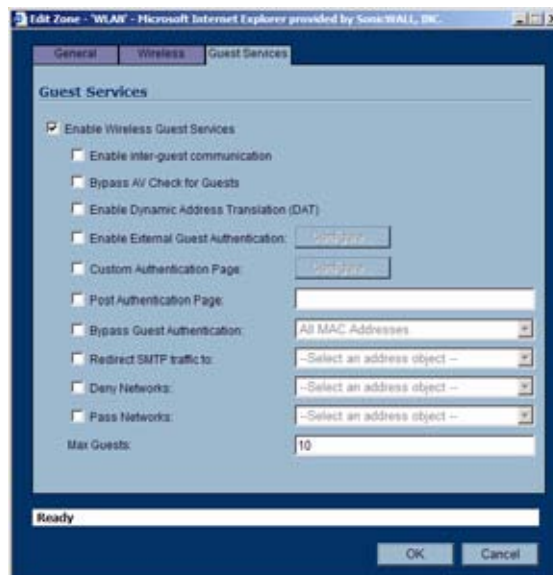 Edit Zone - 'WLAN' - Microsoft Internet Explorer provided by SonicWALL, INC.
General Wireless Guest Services
Guest Services
Enable Wireless Guest Services
Enable inter-guest communication
Bypass AV Check for Guests
Enable Dynamic Address Translation (DAT)
Enable External Guest Authentication: Configure...
Custom Authentication Page: Configure...
Post Authentication Page:
Bypass Guest Authentication: All MAC Addresses
Redirect SMTP traffic to: --Select an address object --
Deny Networks: --Select an address object --
Pass Networks: --Select an address object --
Max Guests: 10
Ready
OK Cancel